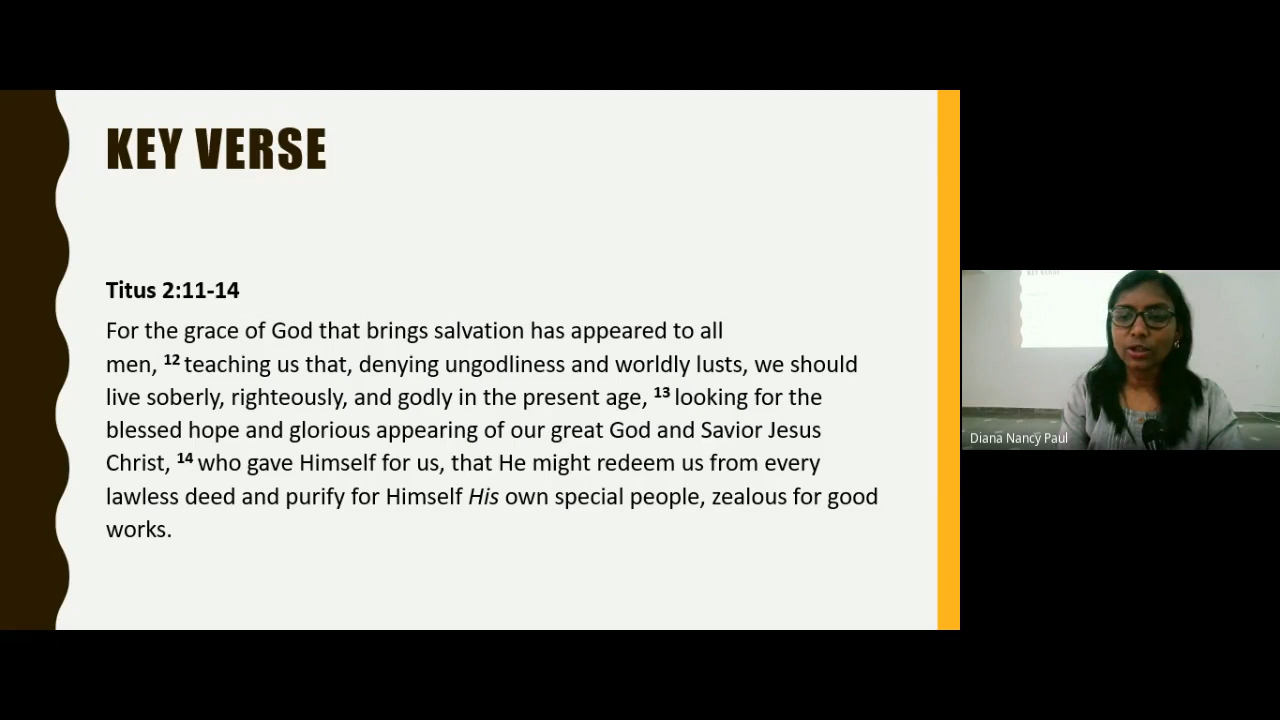 KEY VERSE
Titus 2:11-14
For the grace of God that brings salvation has appeared to all
men, 12 teaching us that, denying ungodliness and worldly lusts, we should
live soberly, righteously, and godly in the present age, 13 looking for the
blessed hope and glorious appearing of our great God and Savior Jesus
Christ, 14 who gave Himself for us, that He might redeem us from every
lawless deed and purify for Himself His own special people, zealous for good
works.
Diana Nancy Paul